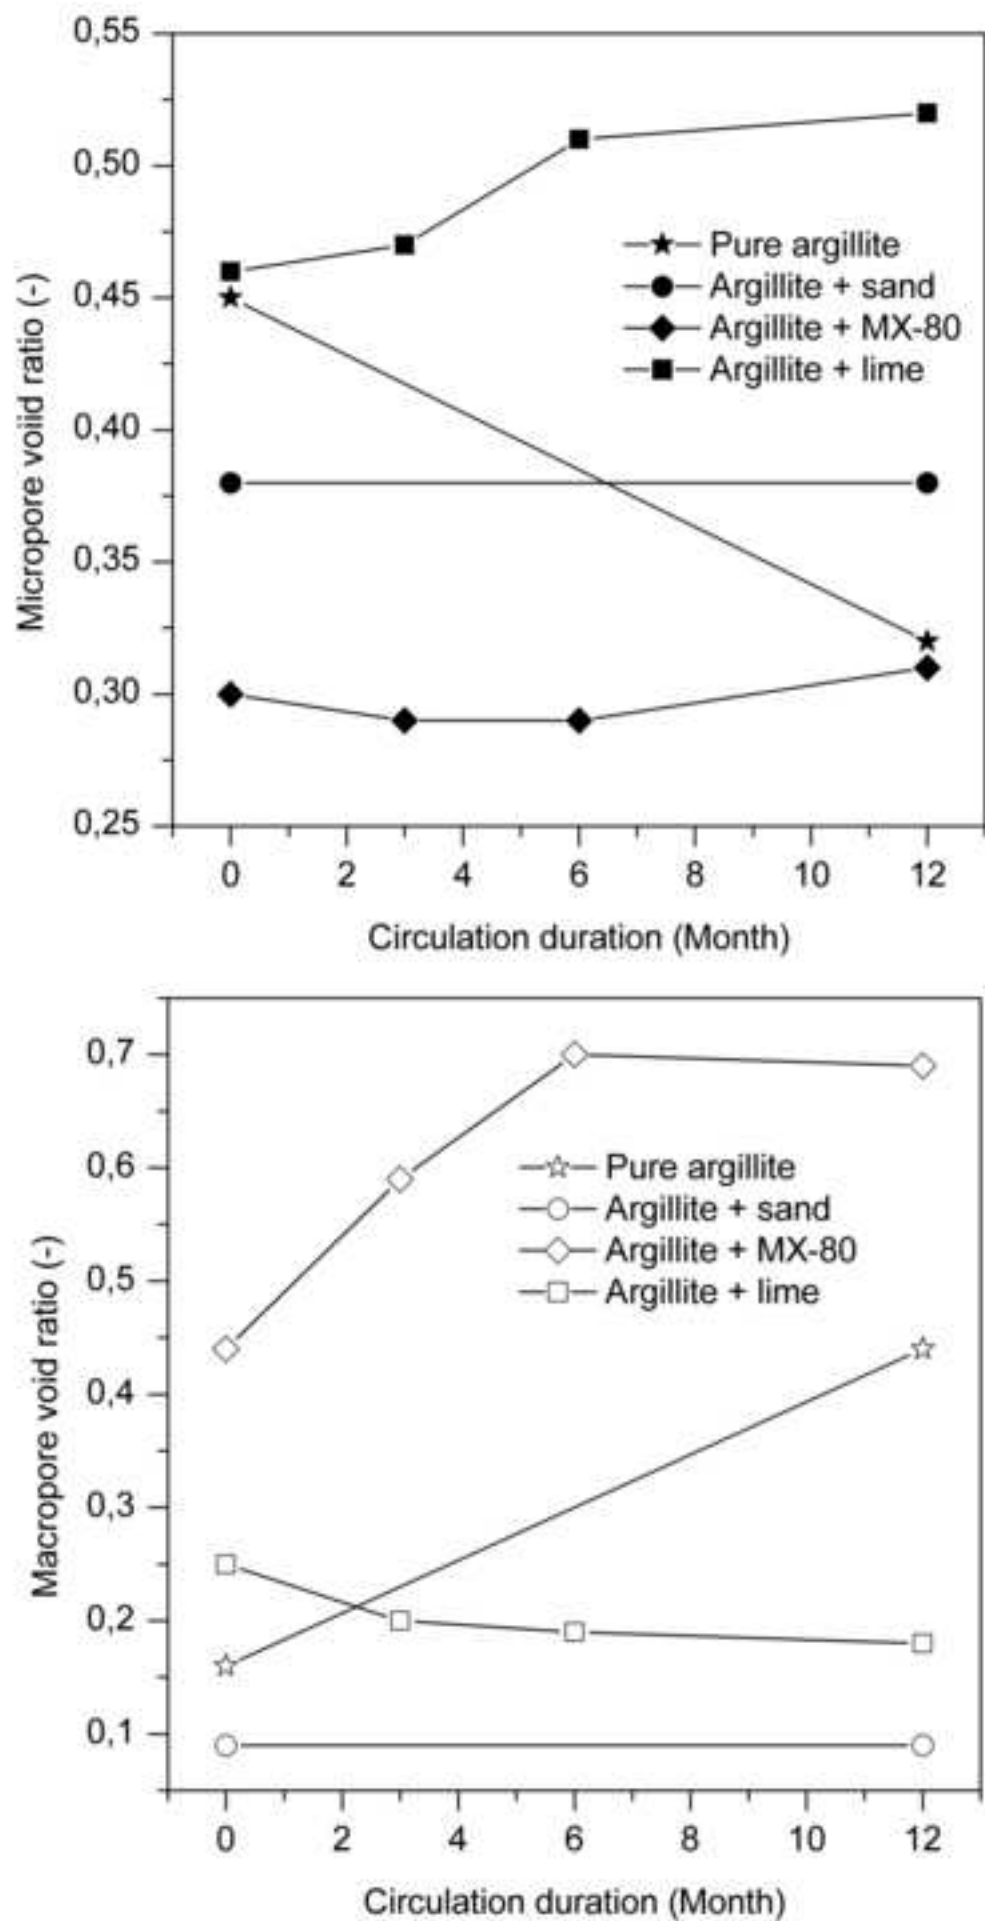 0,55
0,50
0,45
0,40
0,35
0,30
0,25
Micropore voiid ratio (-)
Pure argillite
Argillite + sand
Argillite + MX-80
Argillite + lime
0 2 4 6 8 10 12
Circulation duration (Month)
0,7
0,6
0,5
0,4
0,3
0,2
0,1
Macropore void ratio (-)
Pure argillite
Argillite + sand
Argillite + MX-80
Argillite + lime
0 2 4 6 8 10 12
Circulation duration (Month)